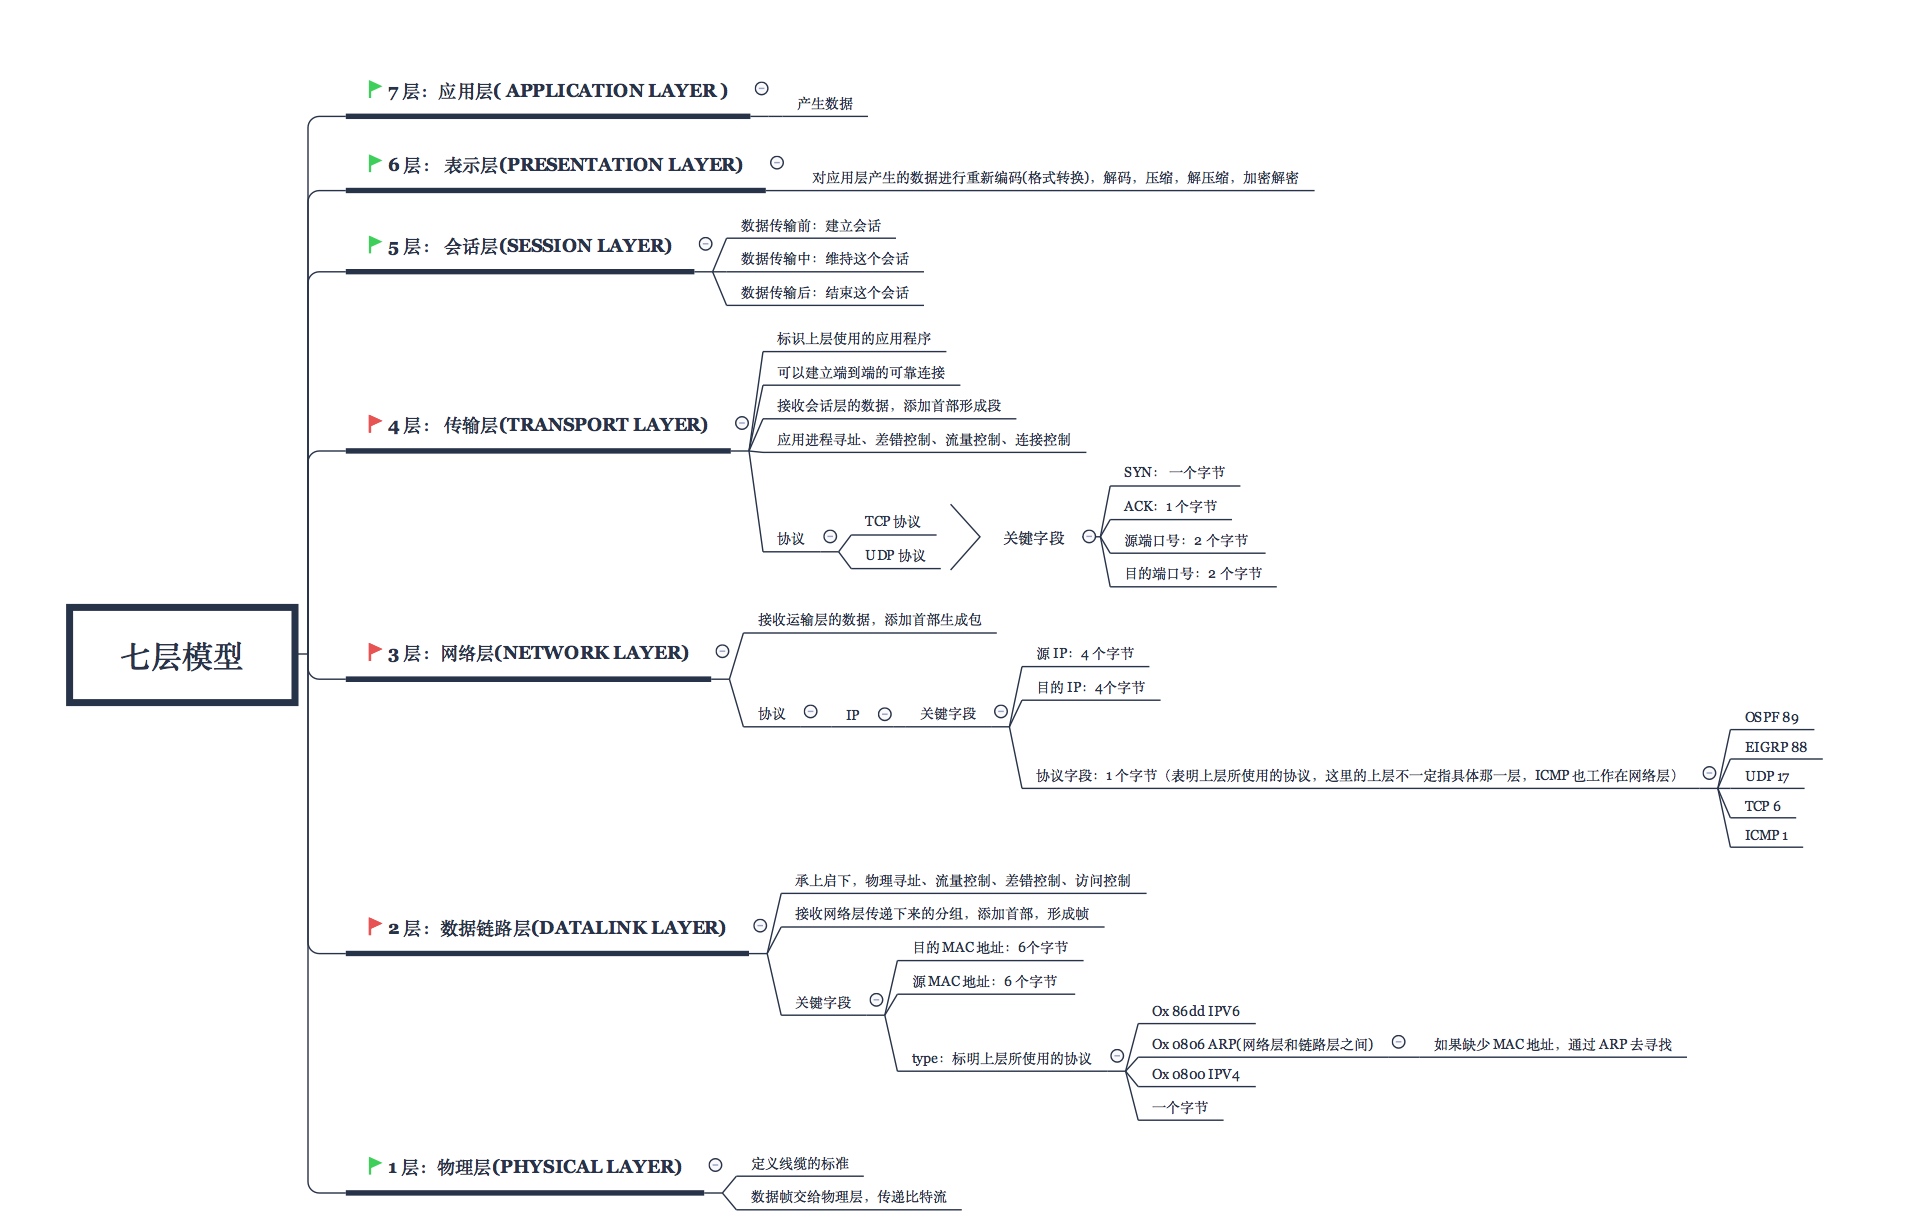 七层模型
7 层：应用层( APPLICATION LAYER )
产生数据
6 层： 表示层(PRESENTATION LAYER)
对应用层产生的数据进行重新编码(格式转换)，解码，压缩，解压缩，加密解密
5 层： 会话层(SESSION LAYER)
数据传输前：建立会话
数据传输中：维持这个会话
数据传输后：结束这个会话
4 层： 传输层(TRANSPORT LAYER)
标识上层使用的应用程序
可以建立端到端的可靠连接
接收会话层的数据，添加首部形成段
应用进程寻址、差错控制、流量控制、连接控制
协议
TCP 协议
UDP 协议
关键字段
SYN： 一个字节
ACK：1 个字节
源端口号：2 个字节
目的端口号：2 个字节
3 层：网络层(NETWORK LAYER)
接收运输层的数据，添加首部生成包
协议
IP
关键字段
源 IP：4 个字节
目的 IP：4个字节
协议字段：1 个字节（表明上层所使用的协议，这里的上层不一定指具体那一层，ICMP 也工作在网络层）
OSPF 89
EIGRP 88
UDP 17
TCP 6
ICMP 1
2 层：数据链路层(DATALINK LAYER)
承上启下，物理寻址、流量控制、差错控制、访问控制
接收网络层传递下来的分组，添加首部，形成帧
关键字段
目的 MAC 地址：6个字节
源 MAC 地址：6 个字节
type：标明上层所使用的协议
Ox 86dd IPV6
Ox 0806 ARP(网络层和链路层之间)
如果缺少 MAC 地址，通过 ARP 去寻找
Ox 0800 IPV4
一个字节
1 层：物理层(PHYSICAL LAYER)
定义线缆的标准
数据帧交给物理层，传递比特流